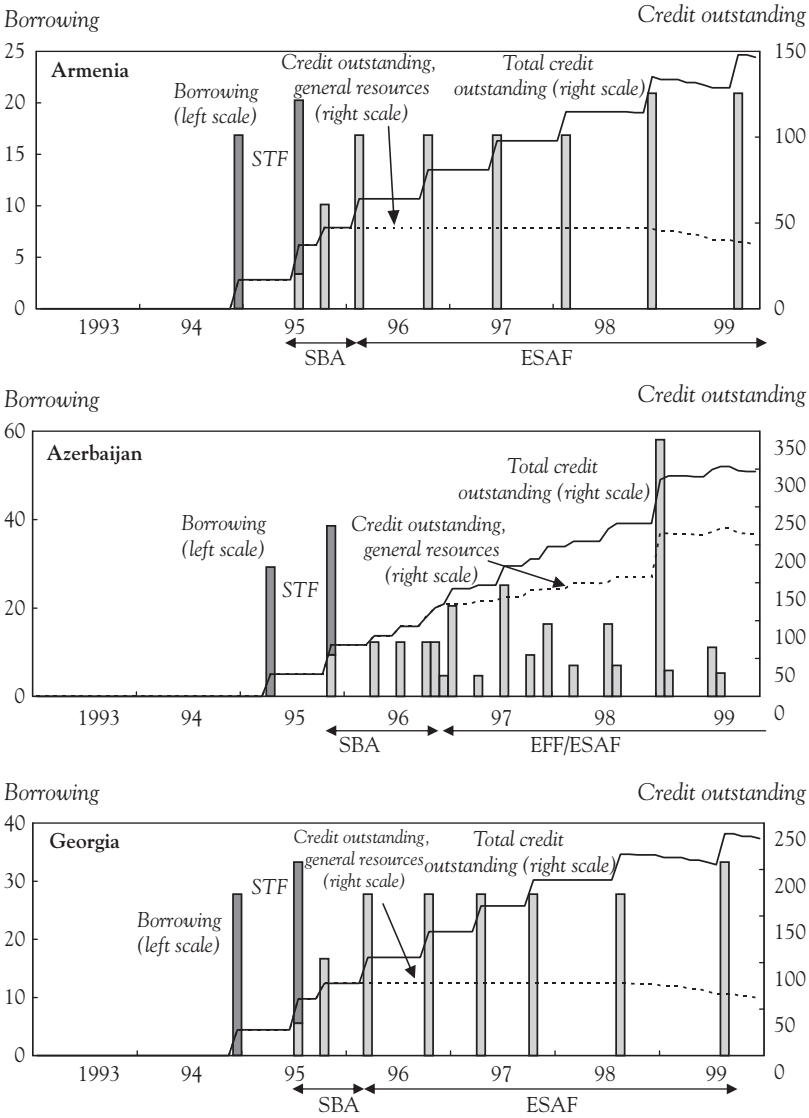 Borrowing Credit outstanding
25 Armenia Credit outstanding, Total credit 150
Borrowing general resources outstanding (right scale)
(left scale) (right scale)
20
STF 100
15
10
50
5
0 0
1993 94 95 96 97 98 99
SBA ESAF
Borrowing Credit outstanding
60
Azerbaijan 350
Total credit
outstanding (right scale) 300
Borrowing Credit outstanding,
(left scale) general resources
(right scale)
40 250
STF 200
150
20 100
50
0 0
1993 94 95 96 97 98 99
SBA EFF/ESAF
Borrowing Credit outstanding
40
Georgia Credit outstanding, Total credit 250
general resources outstanding (right scale)
(right scale)
30 STF 200
Borrowing
(left scale)
150
20
100
10
50
0 0
1993 94 95 96 97 98 99
SBA ESAF